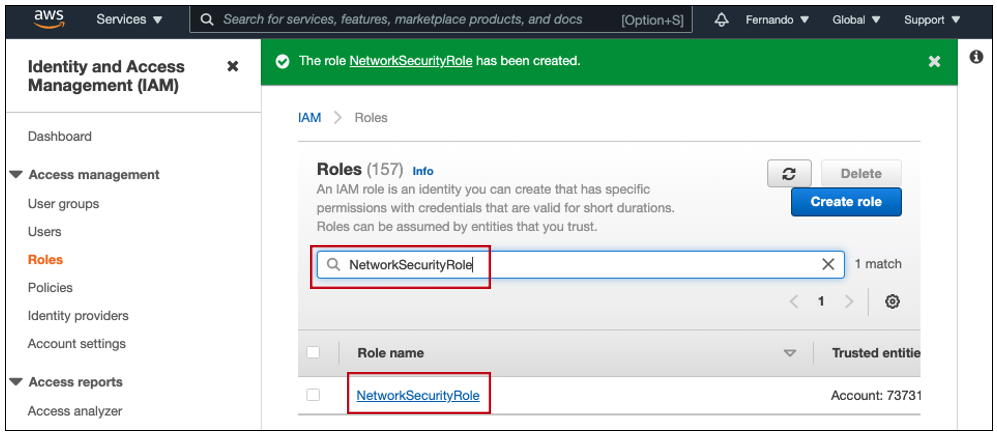 aws
Services
Search for services, features, marketplace products, and docs [Option+S]
Fernando
Global
Support
Identity and Access
Management (IAM)
Dashboard
Access management
User groups
Users
Roles
Policies
Identity providers
Account settings
Access reports
Access analyzer
The role NetworkSecurityRole has been created.
IAM > Roles
Roles (157) Info
An IAM role is an identity you can create that has specific
permissions with credentials that are valid for short durations.
Roles can be assumed by entities that you trust.
Delete
Create role
NetworkSecurityRole
1 match
1
Role name
Trusted entitie
NetworkSecurityRole
Account: 73731